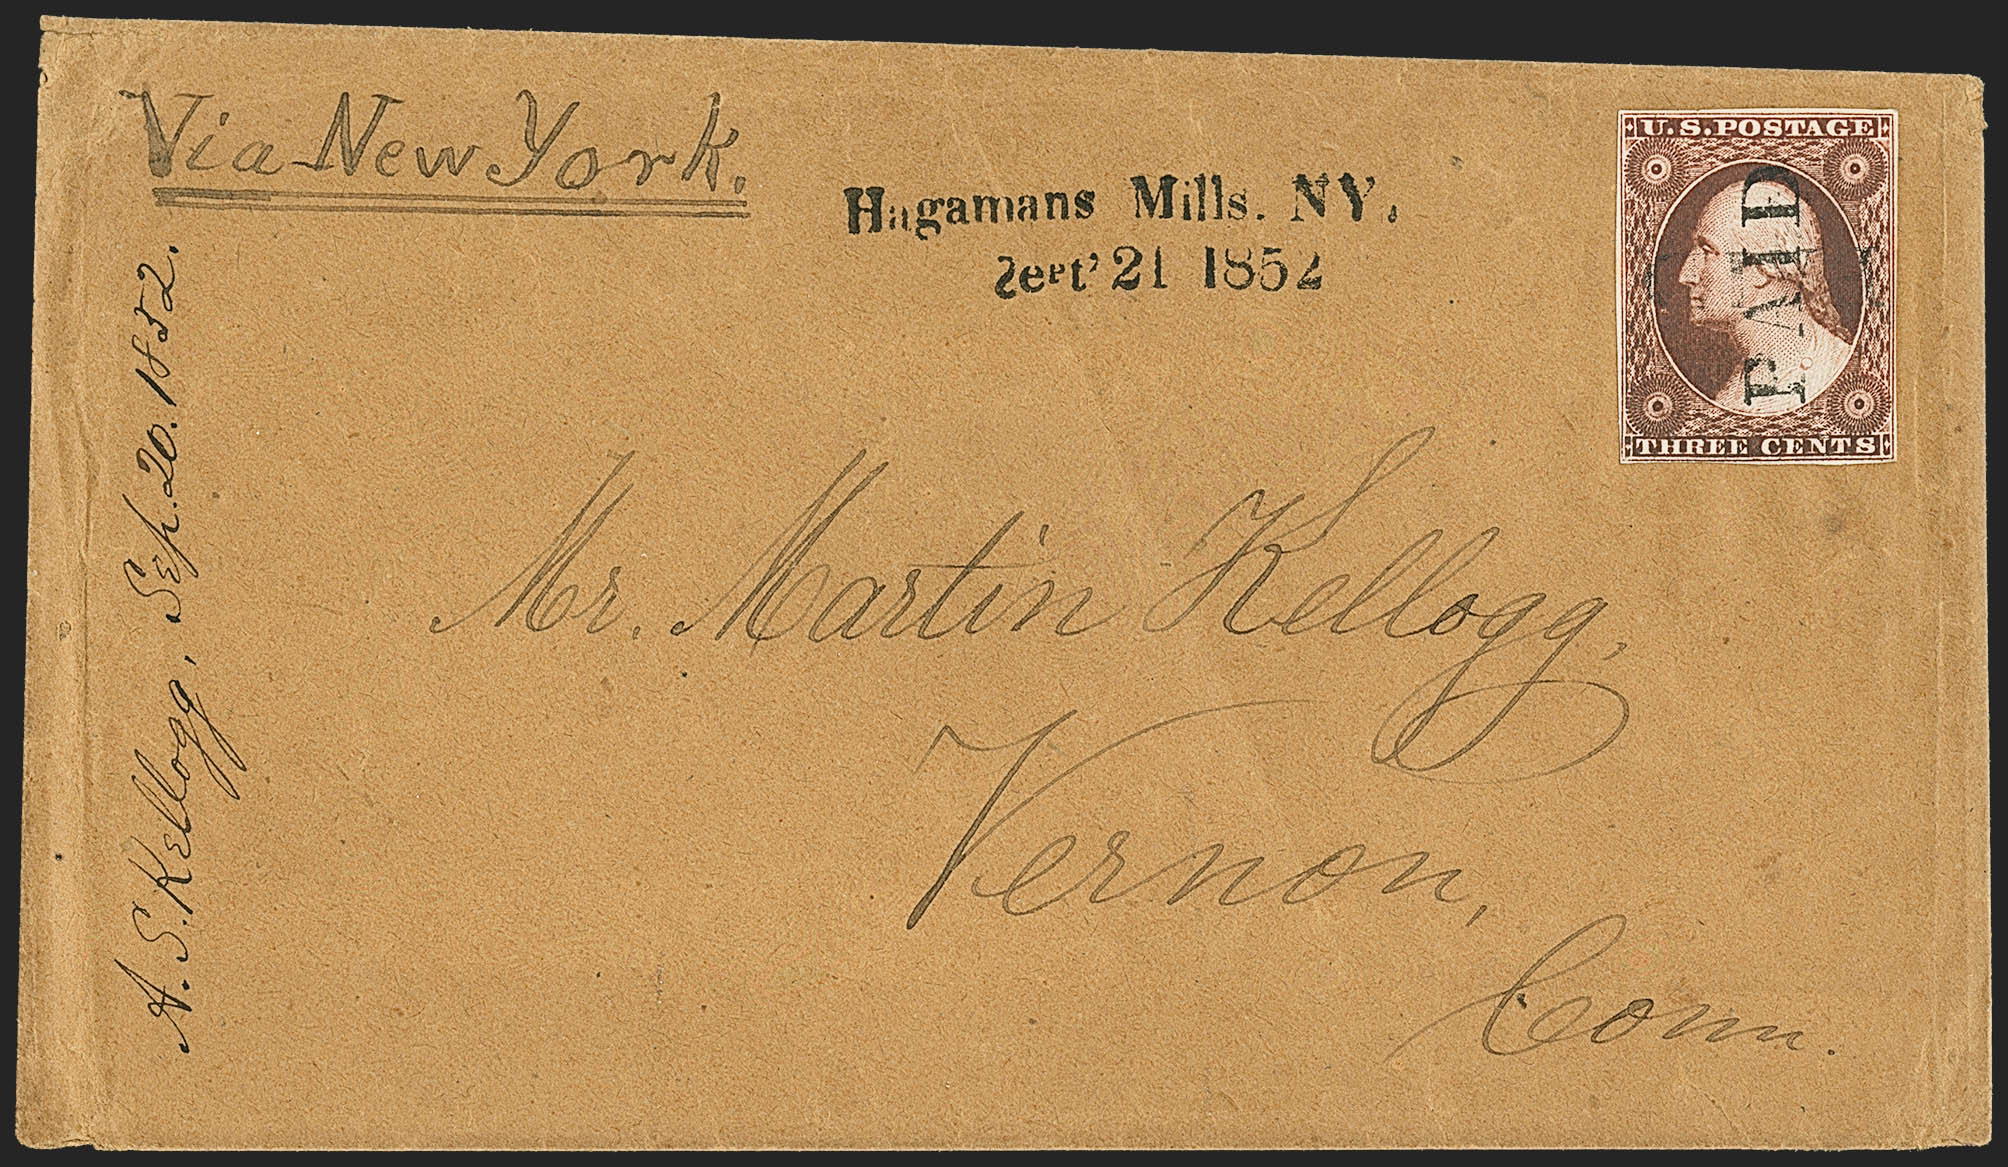 Via New York.
Hagamans Mills. NY.
Sept' 21 1852
U.S. POSTAGE
PAID
THREE CENTS
Mr. Martin Kellogg,
Vernon,
Conn.
A. S. Kellogg, Sep. 20. 1852.